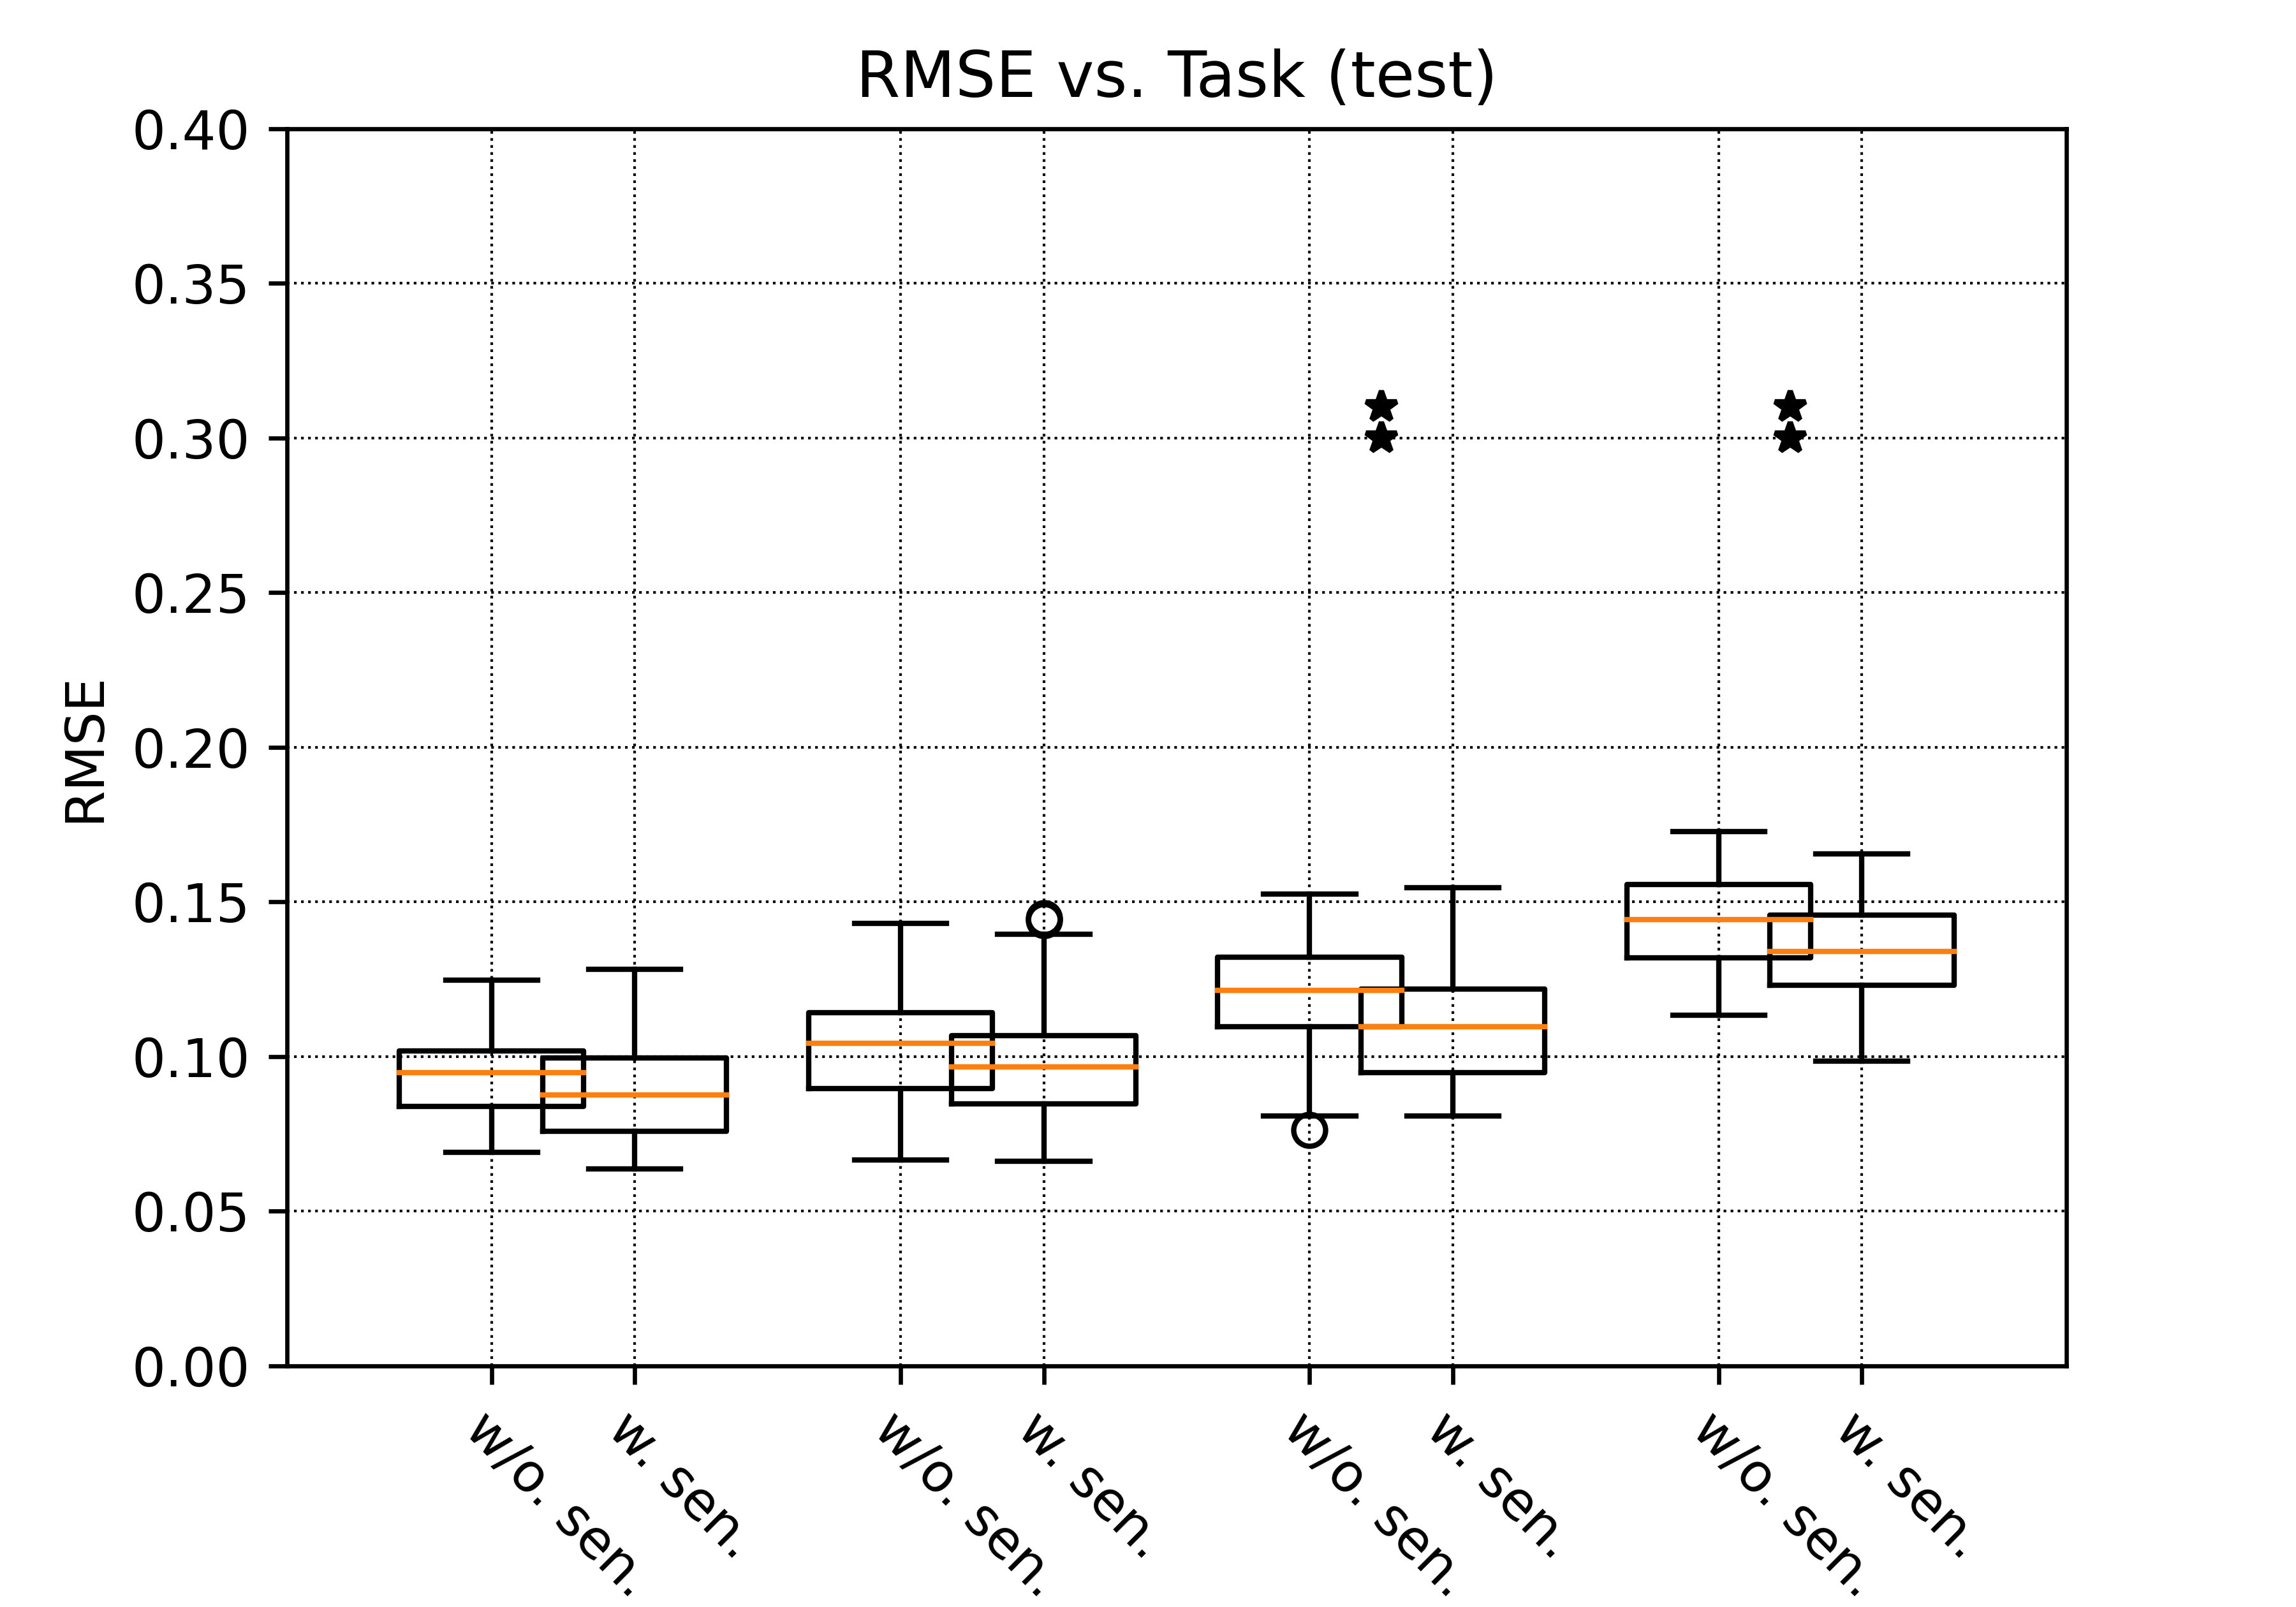 RMSE vs. Task (test)
0.40
0.35
0.30
0.25
0.20
0.15
0.10
0.05
0.00
RMSE
w/o. sen.
w. sen.
w/o. sen.
w. sen.
w/o. sen.
w. sen.
w/o. sen.
w. sen.